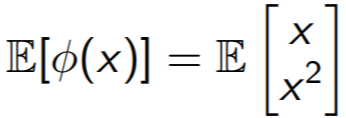 𝔼[ϕ(x)] = 𝔼 [x x²]